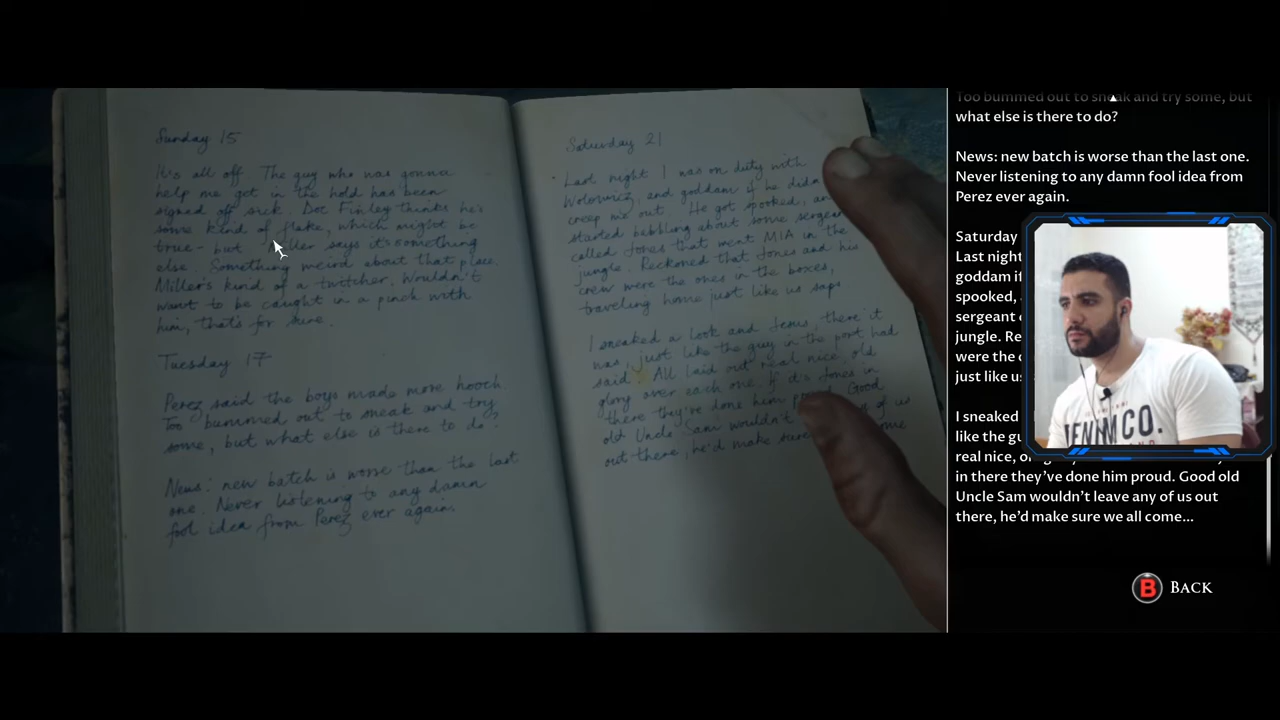 Sunday 15
It's all off. The guy who was gonna
help me get in the hold has been
signed off sick. Doc Finley thinks he's
some kind of flake, which might be
true - but Miller says it's something
else. Something weird about that place.
Miller's kind of a twitcher. Wouldn't
want to be caught in a pinch with
him, that's for sure.
Tuesday 17
Perez said the boys made more hooch.
Too bummed out to sneak and try
some, but what else is there to do?
News: new batch is worse than the last
one. Never listening to any damn
fool idea from Perez ever again.
Saturday 21
Last night I was on duty with
and goddam if he didn
creep me out. He got spooked, an
started babbling about some sergean
called Jones that went MIA in the
jungle. Reckoned that Jones and his
crew were the ones in the boxes,
traveling home just like us saps
I sneaked a look and Jesus, there it
was, just like the guy in the port had
said. All laid out real nice, old
glory over each one. If it's Jones in
there they've done him proud. Good
old Uncle Sam wouldn't of us
out there, he'd make sure ome
Too bummed out to sneak and try some, but
what else is there to do?
News: new batch is worse than the last one.
Never listening to any damn fool idea from
Perez ever again.
Saturday
Last night
goddam if
spooked,
sergeant
jungle. Re
were the
just like us
I sneaked
like the gu
real nice,
in there they've done him proud. Good old
Uncle Sam wouldn't leave any of us out
there, he'd make sure we all come...
B BACK
DENIM CO.